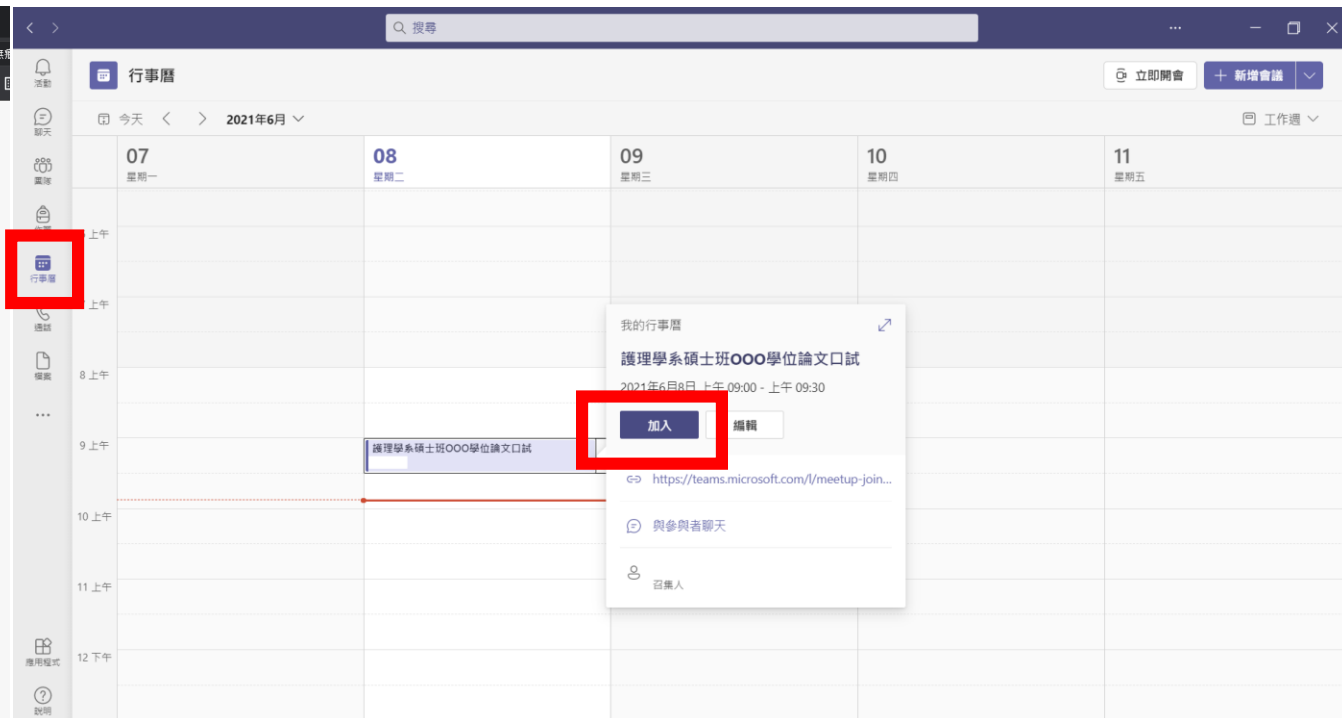 搜尋
活動
聊天
團隊
行事曆
通話
檔案
應用程式
說明
行事曆
立即開會
新增會議
今天
2021年6月
工作週
07
星期一
08
星期二
09
星期三
10
星期四
11
星期五
上午
上午
8 上午
9 上午
10 上午
11 上午
12 下午
護理學系碩士班OOO學位論文口試
我的行事曆
護理學系碩士班OOO學位論文口試
2021年6月8日 上午 09:00 - 上午 09:30
加入
編輯
https://teams.microsoft.com/l/meetup-join...
與參與者聊天
召集人